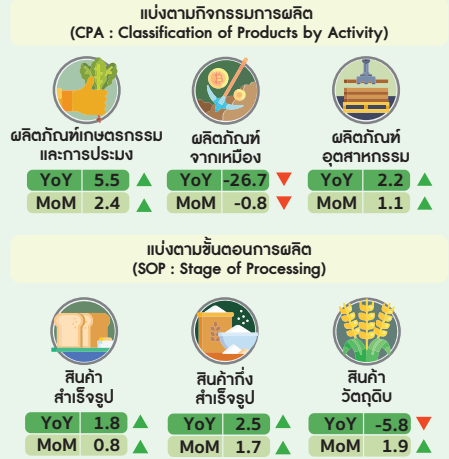 แบ่งตามกิจกรรมการผลิต
(CPA : Classification of Products by Activity)
ผลิตภัณฑ์เกษตรกรรม
และการประมง
YoY 5.5
MoM 2.4
ผลิตภัณฑ์
จากเหมือง
YoY -26.7
MoM -0.8
ผลิตภัณฑ์
อุตสาหกรรม
YoY 2.2
MoM 1.1
แบ่งตามขั้นตอนการผลิต
(SOP : Stage of Processing)
สินค้า
สำเร็จรูป
YoY 1.8
MoM 0.8
สินค้ากึ่ง
สำเร็จรูป
YoY 2.5
MoM 1.7
สินค้า
วัตถุดิบ
YoY -5.8
MoM 1.9